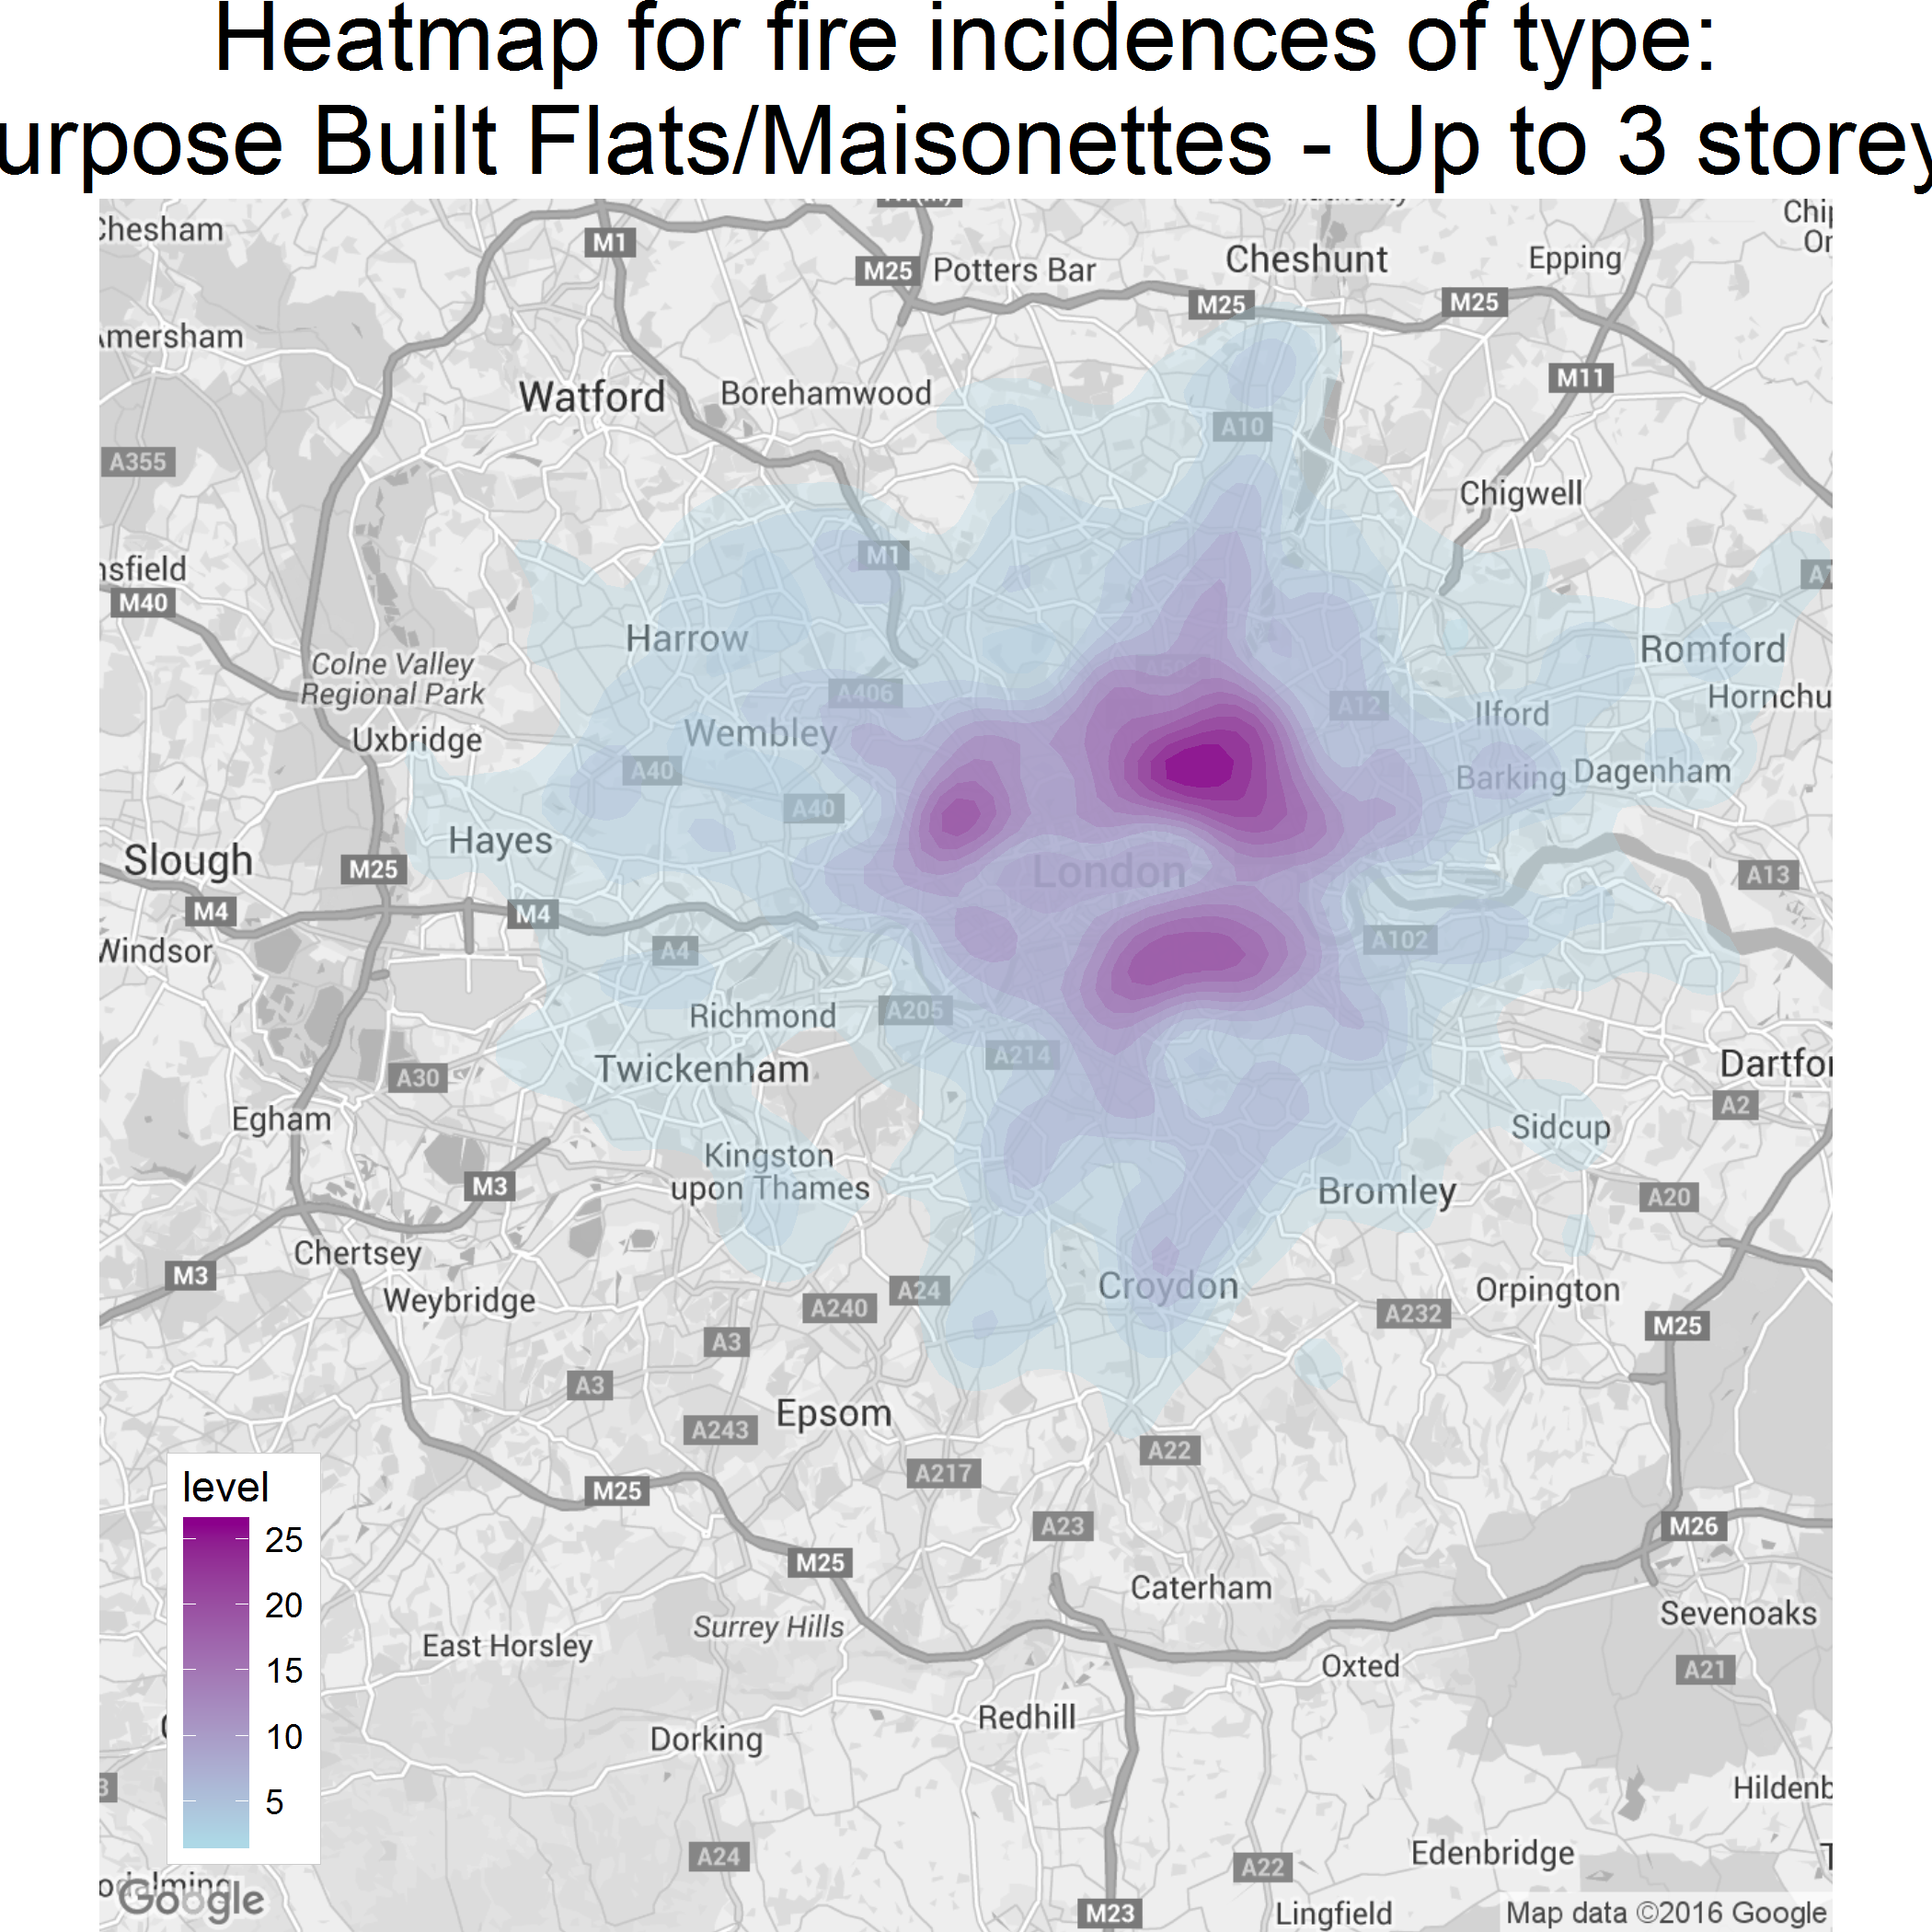 Heatmap for fire incidences of type:
urpose Built Flats/Maisonettes - Up to 3 storey
Chesham
M1
M25
Potters Bar
Cheshunt
Epping
Chip
Or
M25
M25
Amersham
Watford
Borehamwood
M11
A10
A355
Chigwell
M1
nsfield
M40
A1
Harrow
Romford
Colne Valley
Regional Park
A406
Hornchu
A12
Ilford
Wembley
Uxbridge
A40
Barking
Dagenham
A40
Hayes
Slough
M25
London
A13
M4
M4
Windsor
A4
A102
Richmond
A205
A214
Twickenham
Dartfor
A30
A2
Egham
Sidcup
Kingston
upon Thames
M3
Bromley
A20
Chertsey
M3
Croydon
A24
Orpington
Weybridge
A240
A232
M25
A3
A3
Epsom
A243
A22
A217
level
M25
25
A23
M26
M25
20
Caterham
Sevenoaks
Surrey Hills
East Horsley
15
Oxted
A21
Redhill
10
Dorking
3
Hildenb
5
A24
Edenbridge
A22
Google
M23
Lingfield
Map data ©2016 Google